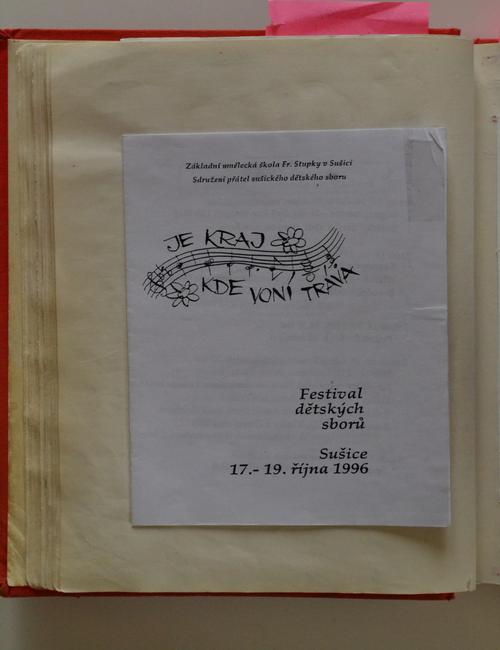 Základní umělecká škola Fr. Stupky v Sušici
Sdružení přátel sušického dětského sboru
JE KRAJ
KDE VONÍ TRÁVA
Festival
dětských
sborů
Sušice
17.- 19. října 1996